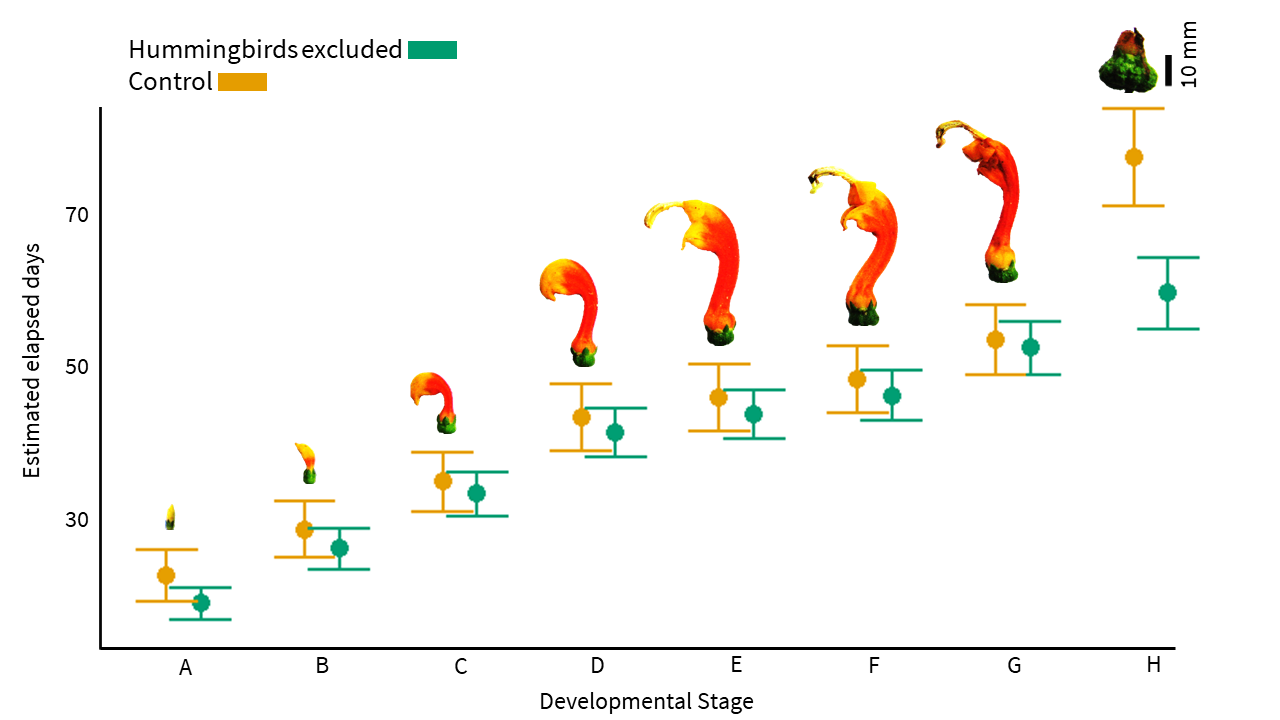 Hummingbirds excluded
Control
10 mm
70
50
30
Estimated elapsed days
A B C D E F G H
Developmental Stage